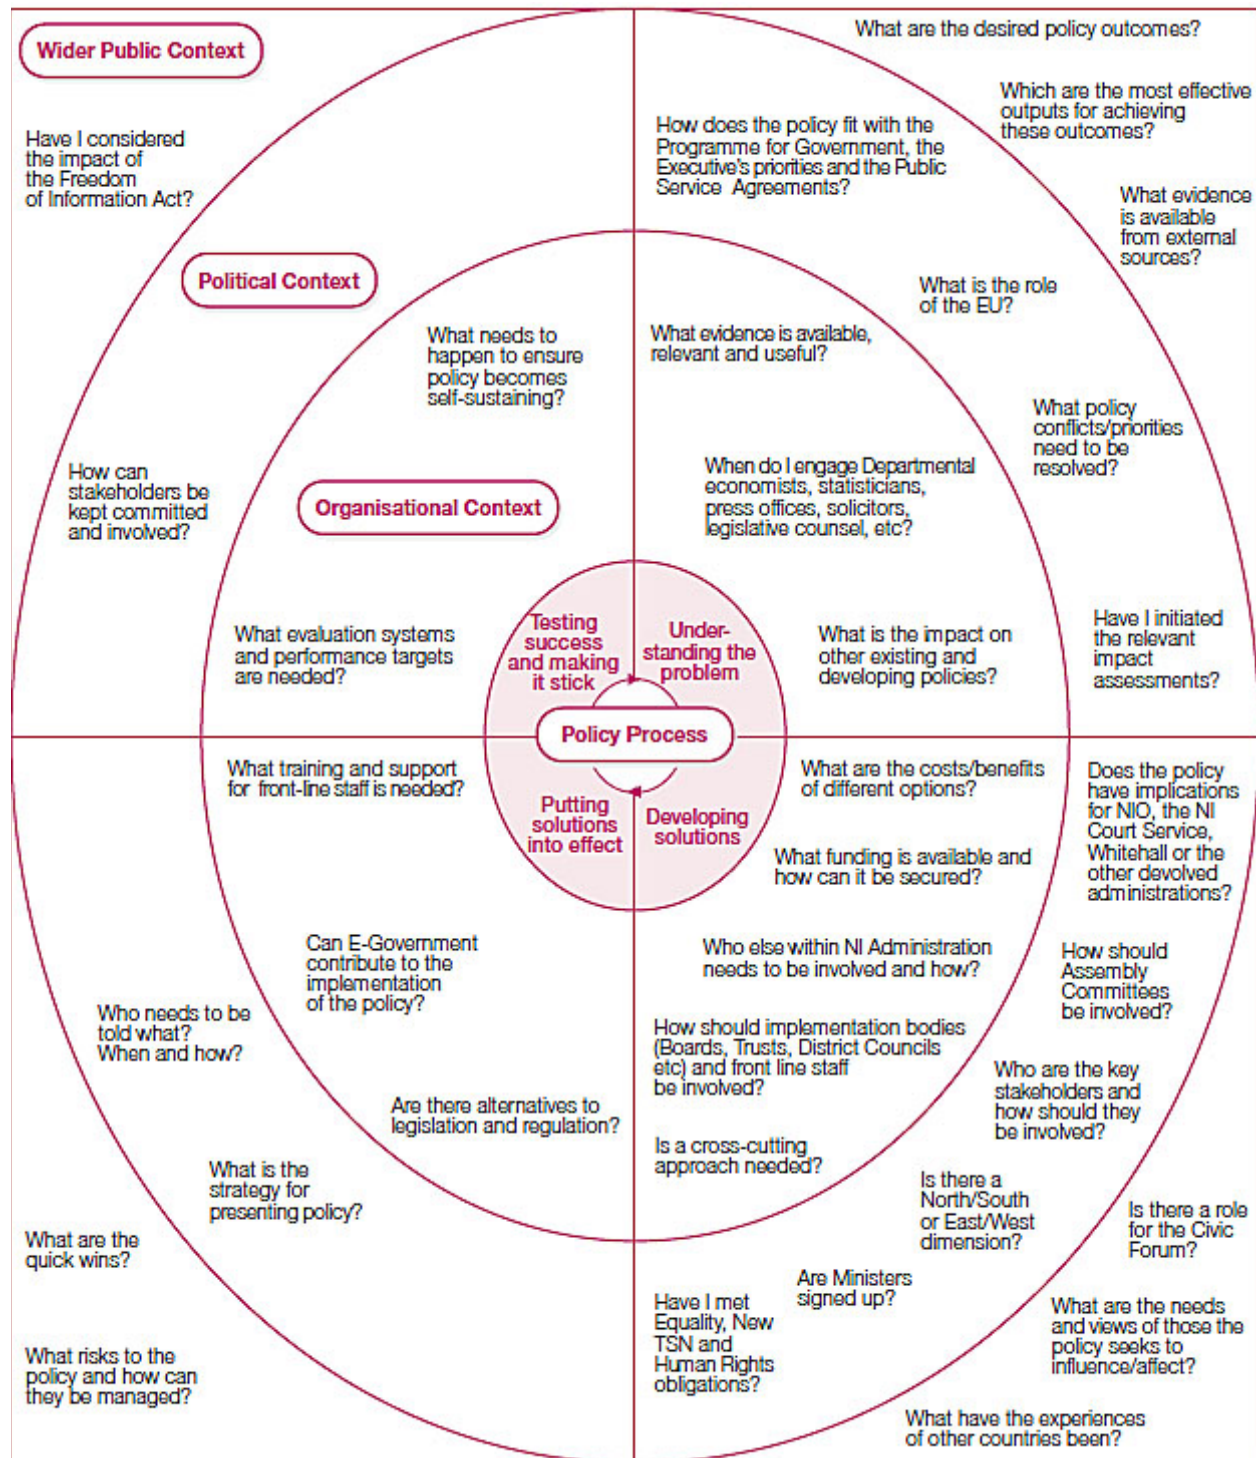 Wider Public Context
Have I considered
the impact of
the Freedom
of Information Act?
Political Context
What needs to
happen to ensure
policy becomes
self-sustaining?
How can
stakeholders be
kept committed
and involved?
Organisational Context
What evaluation systems
and performance targets
are needed?
Testing
success
and making
it stick
What are the desired policy outcomes?
Which are the most effective
outputs for achieving
these outcomes?
How does the policy fit with the
Programme for Government, the
Executive's priorities and the Public
Service Agreements?
What evidence
is available
from external
sources?
What is the role
of the EU?
What evidence is available,
relevant and useful?
What policy
conflicts/priorities
need to be
resolved?
When do I engage Departmental
economists, statisticians,
press offices, solicitors,
legislative counsel, etc?
Under-
standing the
problem
What is the impact on
other existing and
developing policies?
Have I initiated
the relevant
impact
assessments?
Policy Process
What training and support
for front-line staff is needed?
Putting
solutions
into effect
Can E-Government
contribute to the
implementation
of the policy?
Who needs to be
told what?
When and how?
Are there alternatives to
legislation and regulation?
What is the
strategy for
presenting policy?
What are the
quick wins?
What risks to the
policy and how can
they be managed?
Developing
solutions
What are the costs/benefits
of different options?
Does the policy
have implications
for NIO, the NI
Court Service,
Whitehall or the
other devolved
administrations?
What funding is available and
how can it be secured?
Who else within NI Administration
needs to be involved and how?
How should
Assembly
Committees
be involved?
How should implementation bodies
(Boards, Trusts, District Councils
etc) and front line staff
be involved?
Who are the key
stakeholders and
how should they
be involved?
Is a cross-cutting
approach needed?
Is there a
North/South
or East/West
dimension?
Is there a role
for the Civic
Forum?
Are Ministers
signed up?
Have I met
Equality, New
TSN and
Human Rights
obligations?
What are the needs
and views of those the
policy seeks to
influence/affect?
What have the experiences
of other countries been?